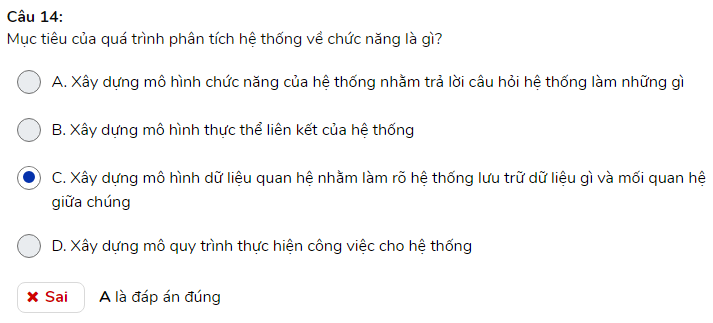 Câu 14:
Mục tiêu của quá trình phân tích hệ thống về chức năng là gì?
A. Xây dựng mô hình chức năng của hệ thống nhằm trả lời câu hỏi hệ thống làm những gì
B. Xây dựng mô hình thực thể liên kết của hệ thống
C. Xây dựng mô hình dữ liệu quan hệ nhằm làm rõ hệ thống lưu trữ dữ liệu gì và mối quan hệ
giữa chúng
D. Xây dựng mô quy trình thực hiện công việc cho hệ thống
Sai A là đáp án đúng